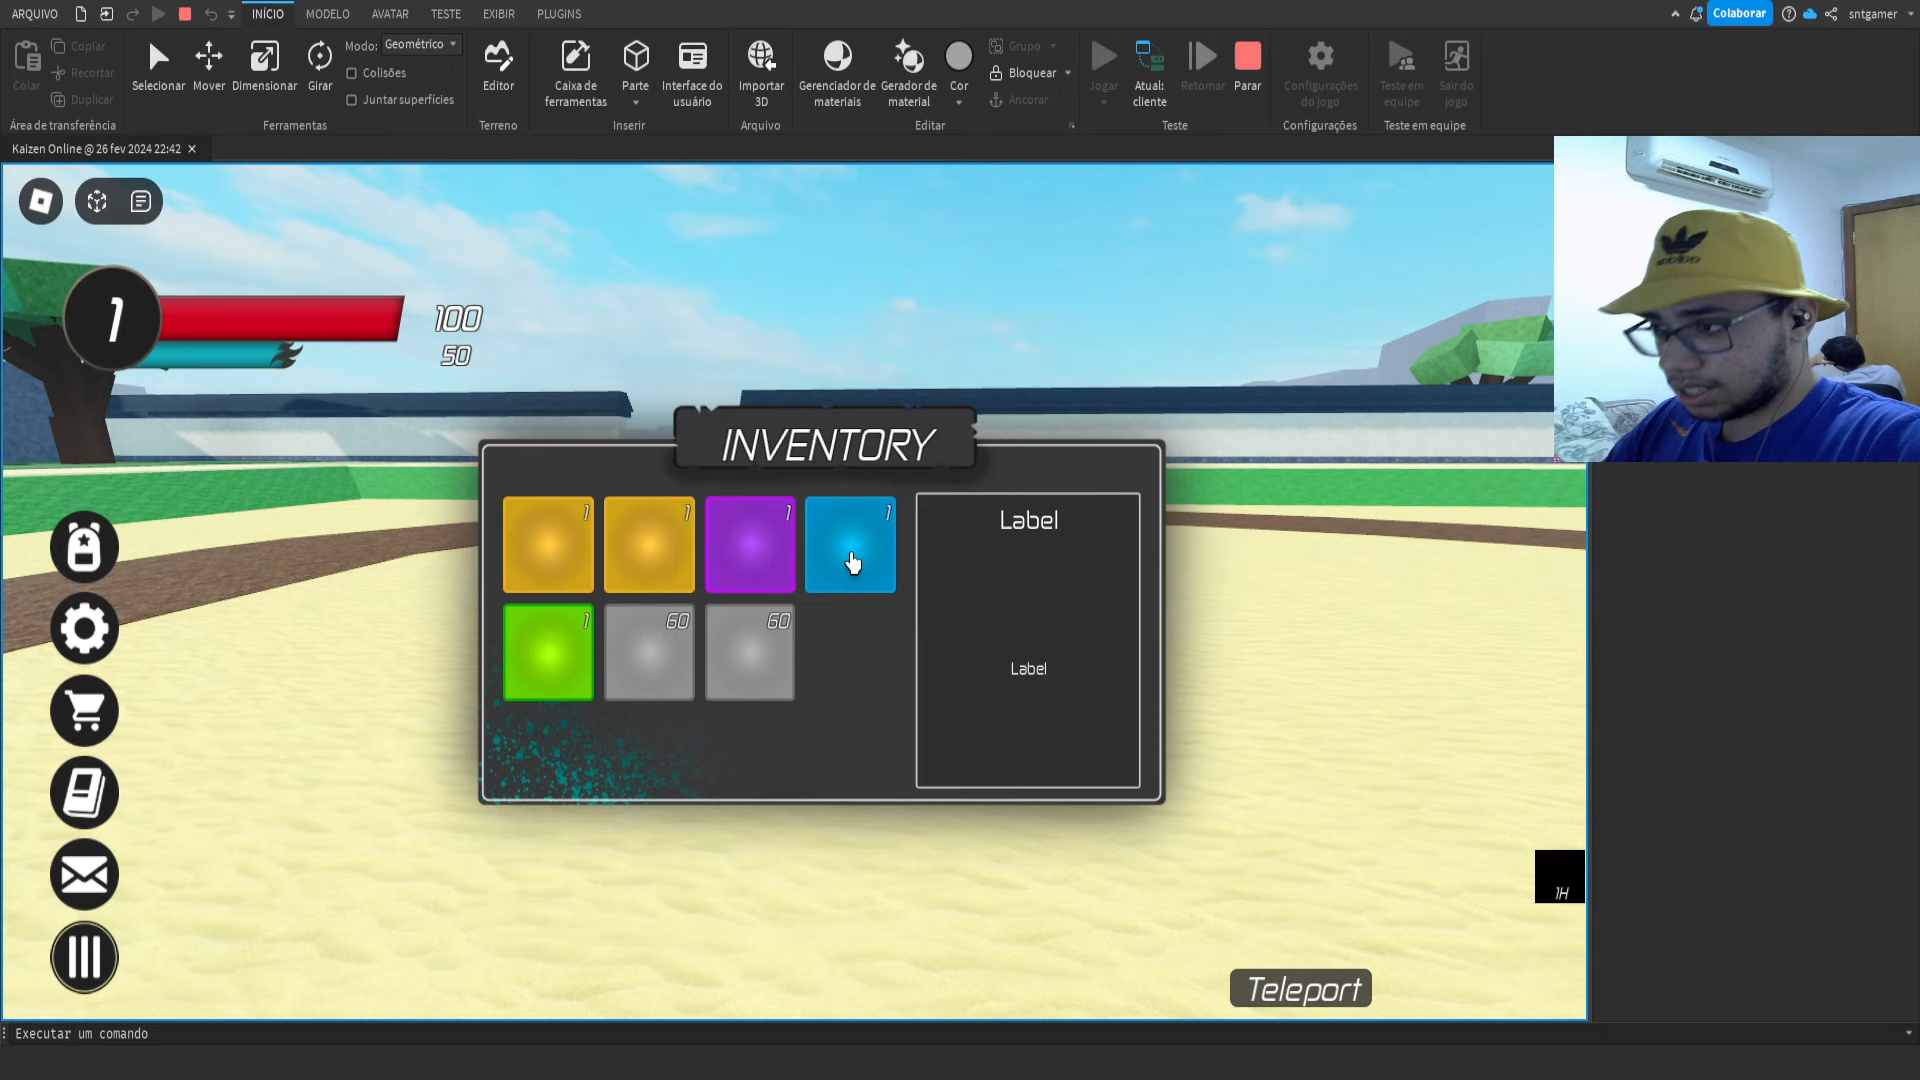 ARQUIVO
INÍCIO
MODELO
AVATAR
TESTE
EXIBIR
PLUGINS
Colaborar
sntgamer
Colar
Copiar
Recortar
Duplicar
Área de transferência
Selecionar
Mover
Dimensionar
Girar
Modo: Geométrico
Colisões
Juntar superfícies
Ferramentas
Editor
Terreno
Caixa de
ferramentas
Parte
Interface do
usuário
Inserir
Importar
3D
Arquivo
Gerenciador de
materiais
Gerador de
material
Cor
Grupo
Bloquear
Ancorar
Editar
Jogar
Atual:
cliente
Retomar
Parar
Teste
Configurações
do jogo
Configurações
Teste em
equipe
Sair do
jogo
Teste em equipe
Kaizen Online @ 26 fev 2024 22:42
1
100
50
INVENTORY
1
1
1
1
1
60
60
Label
Label
1H
Teleport
Executar um comando